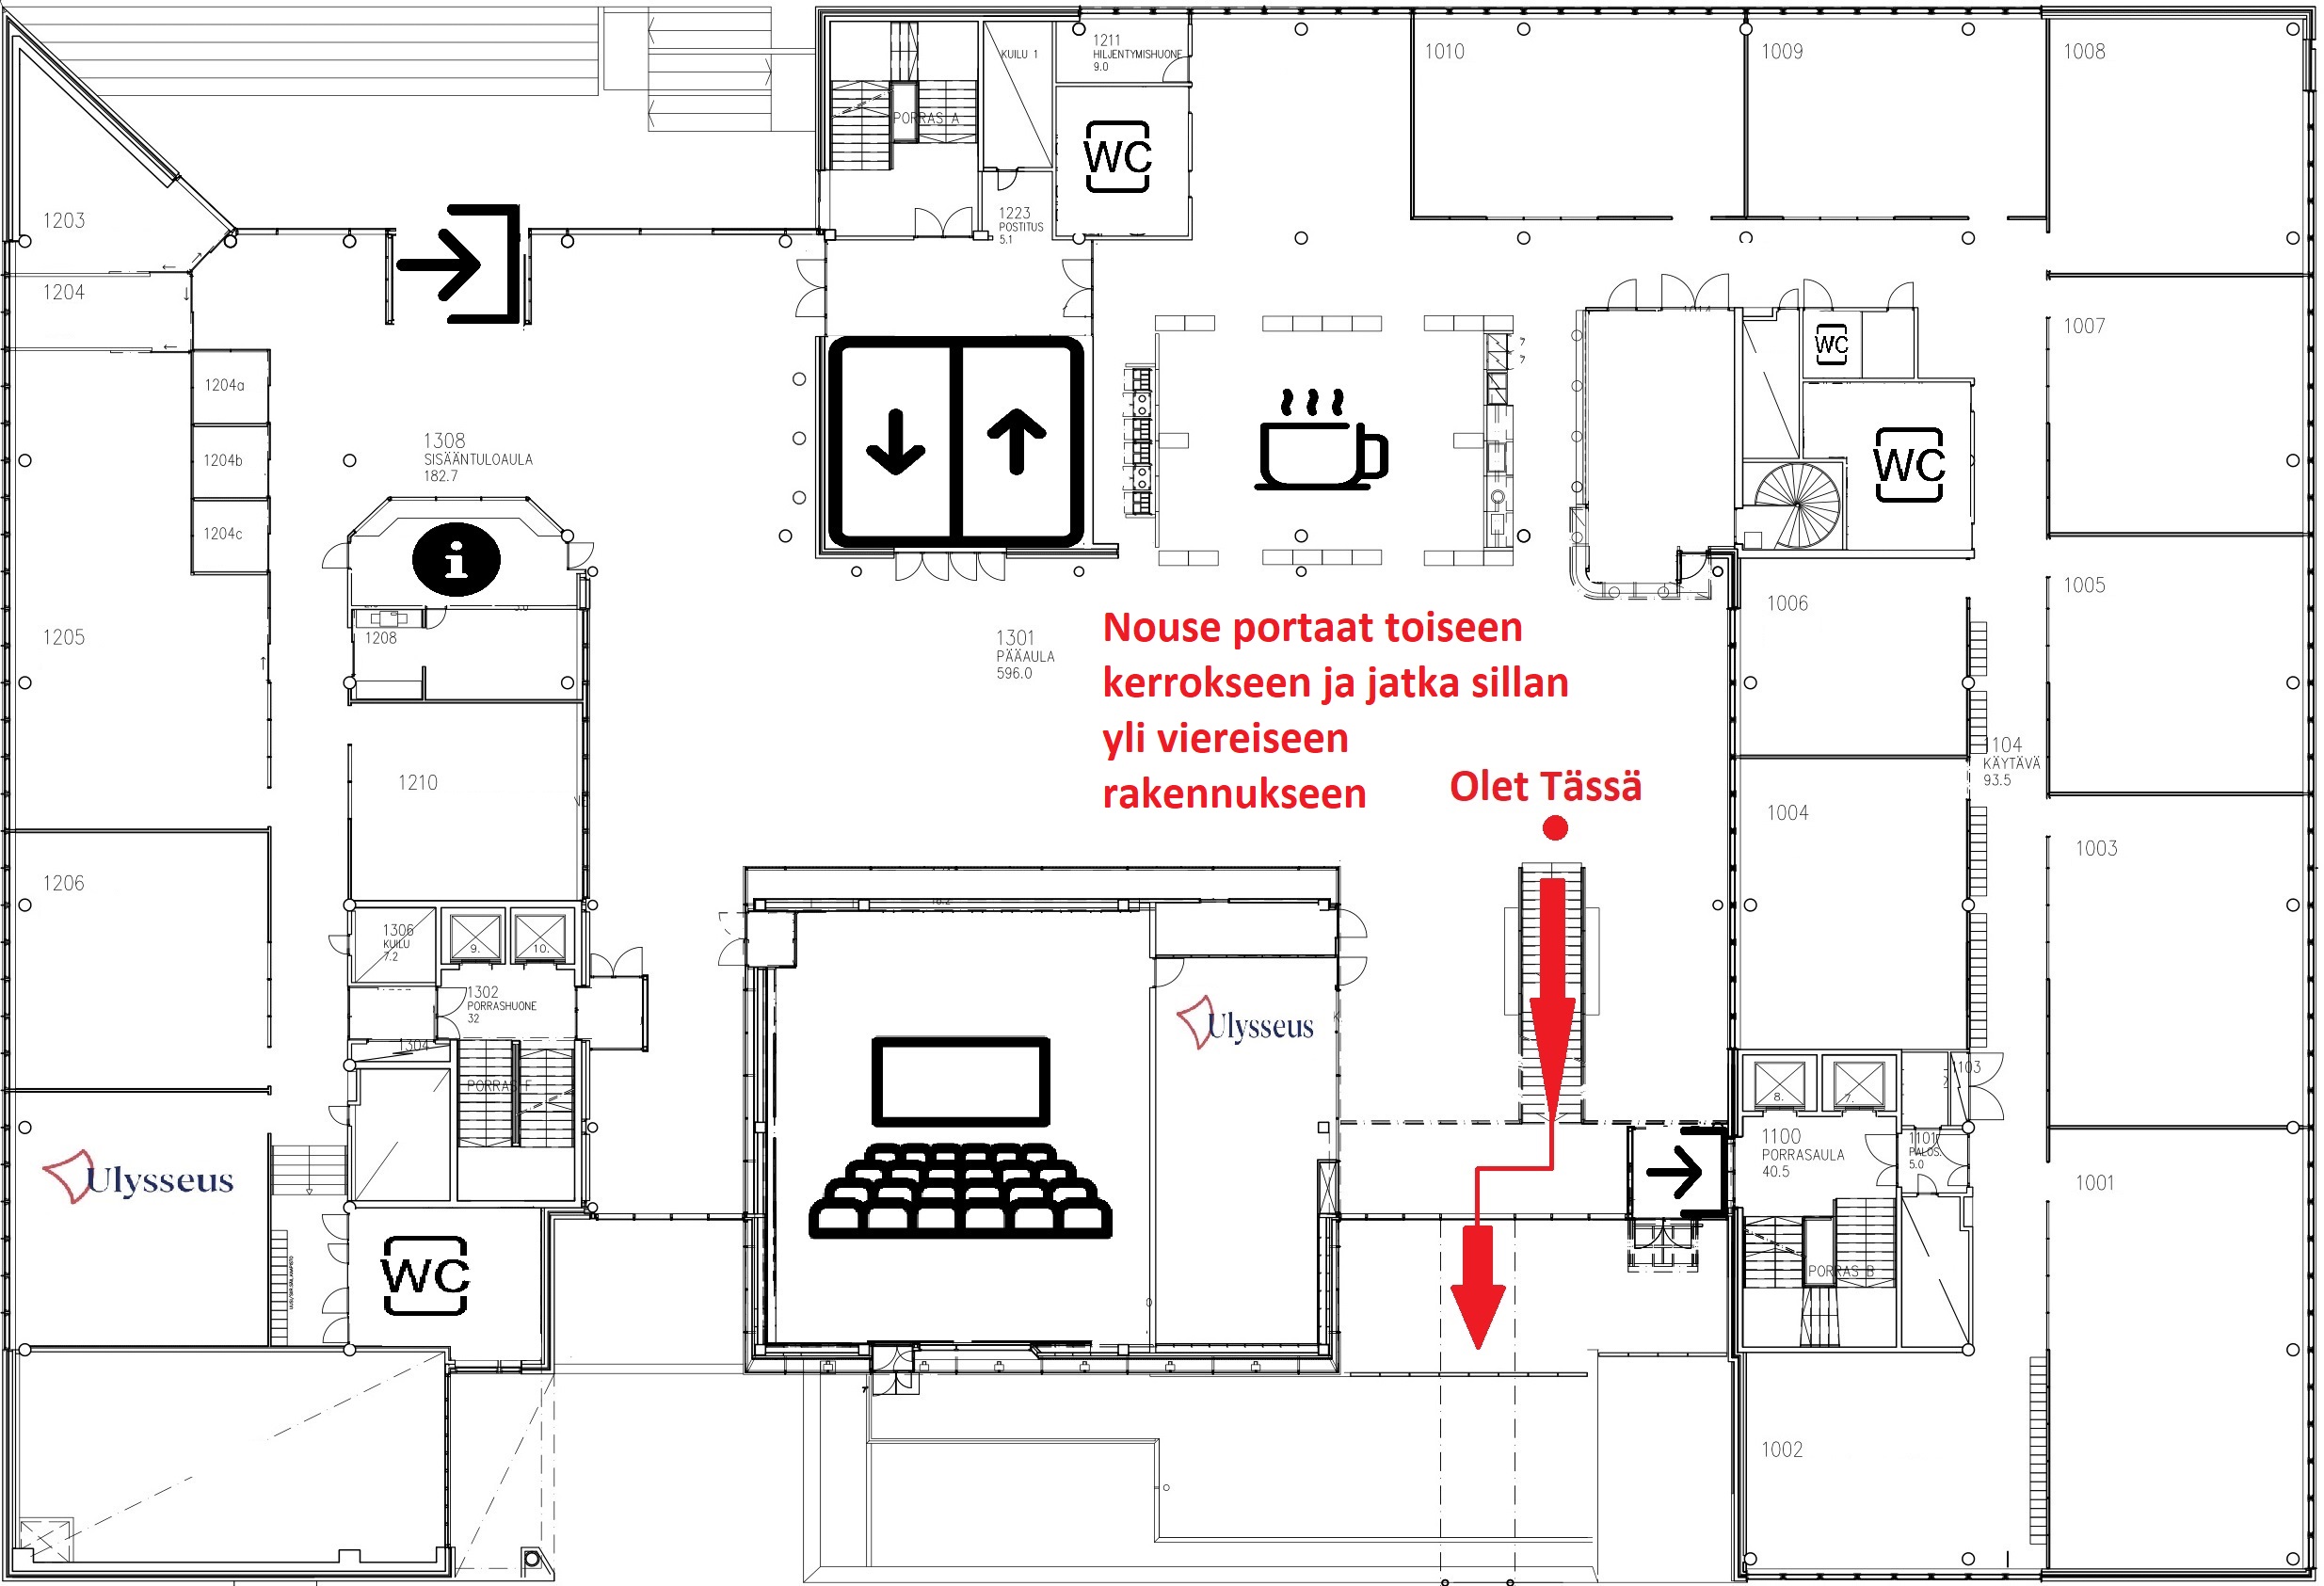 1211
HILJENTYMISHUONE
9.0
KUILU 1
1010
1009
1008
PORRAS A
WC
1203
1223
POSTITUS
5.1
1204
1007
WC
1204a
1308
SISÄÄNTULOAULA
182.7
1204b
WC
1204c
i
1005
1006
Nouse portaat toiseen
kerrokseen ja jatka sillan
yli viereiseen
rakennukseen
1205
1208
1301
PÄÄAULA
596.0
1104
KÄYTÄVÄ
93.5
1210
Olet Tässä
1004
1003
1206
1306
KUILU
7.2
9.
10.
1302
PORRASHUONE
32
Ulysseus
1304
PORRAS F
8.
7.
1103
1100
PORRASAULA
40.5
1101
PALOS.
5.0
Ulysseus
1001
WC
PORRAS B
1002